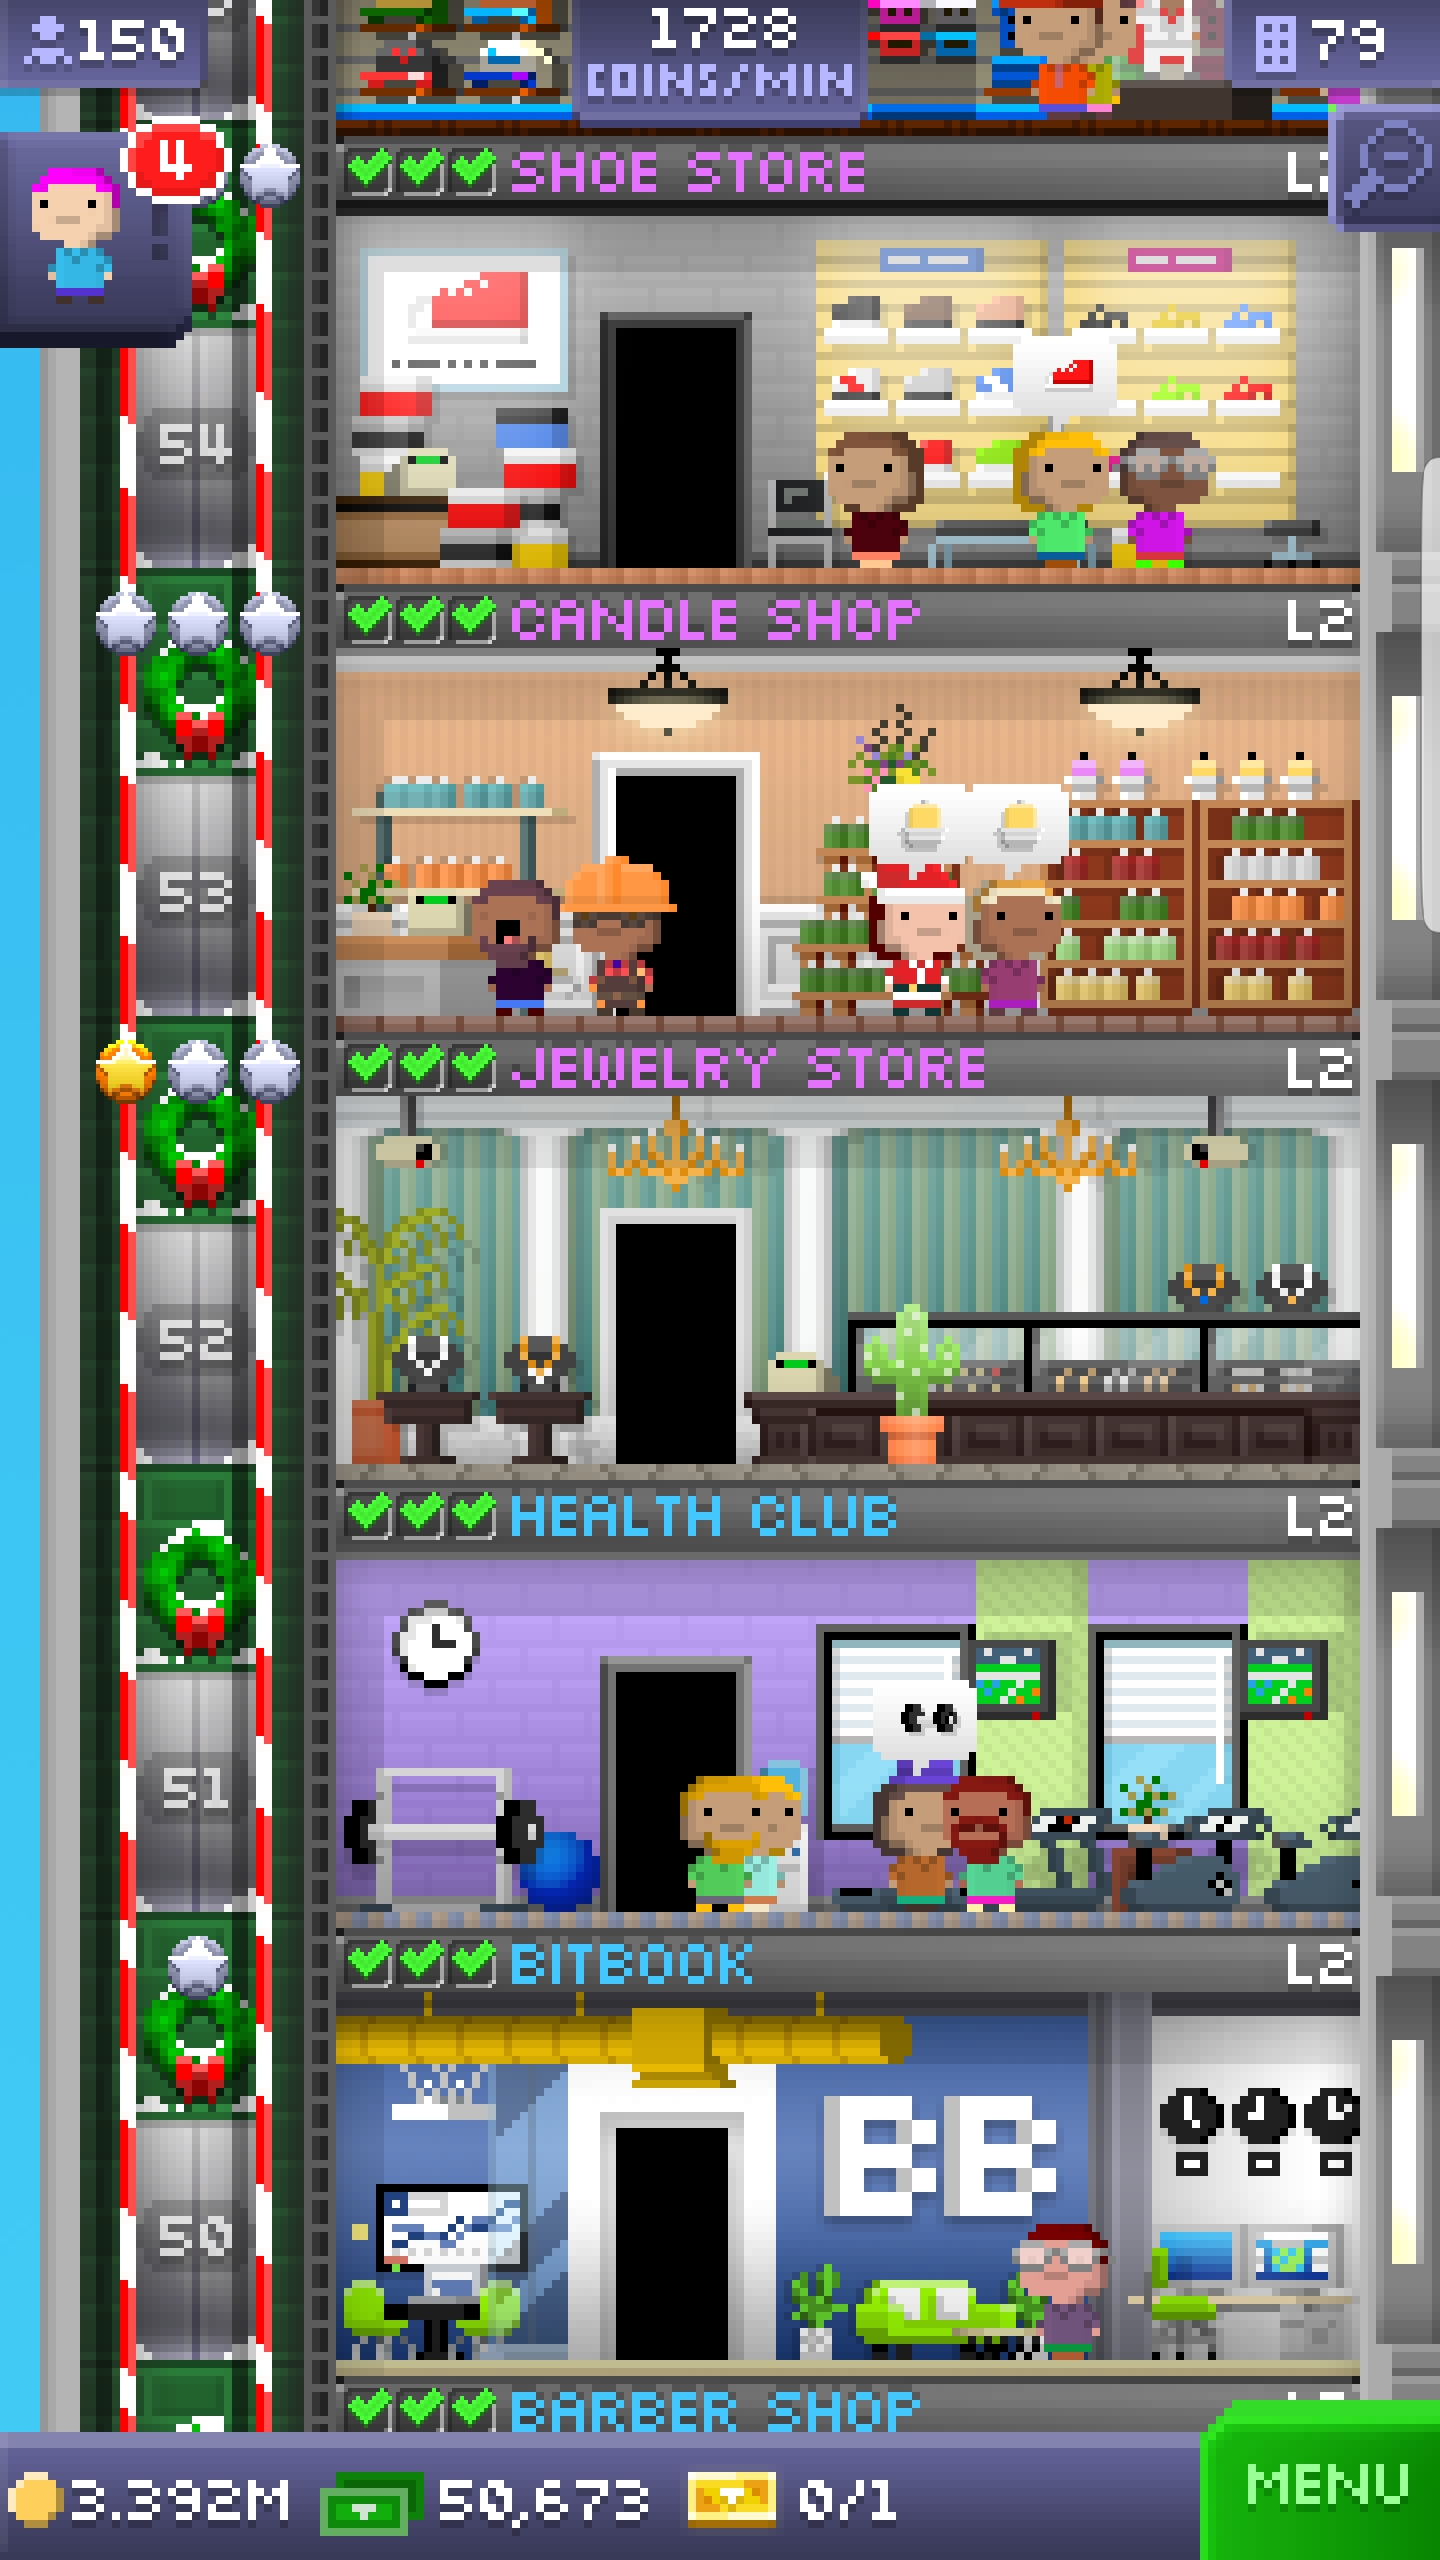 150
1728
COINS/MIN
79
4
SHOE STORE
54
CANDLE SHOP L2
53
JEWELRY STORE L2
52
HEALTH CLUB L2
51
BITBOOK L2
BB
50
BARBER SHOP
3.392M 50,673 0/1
MENU